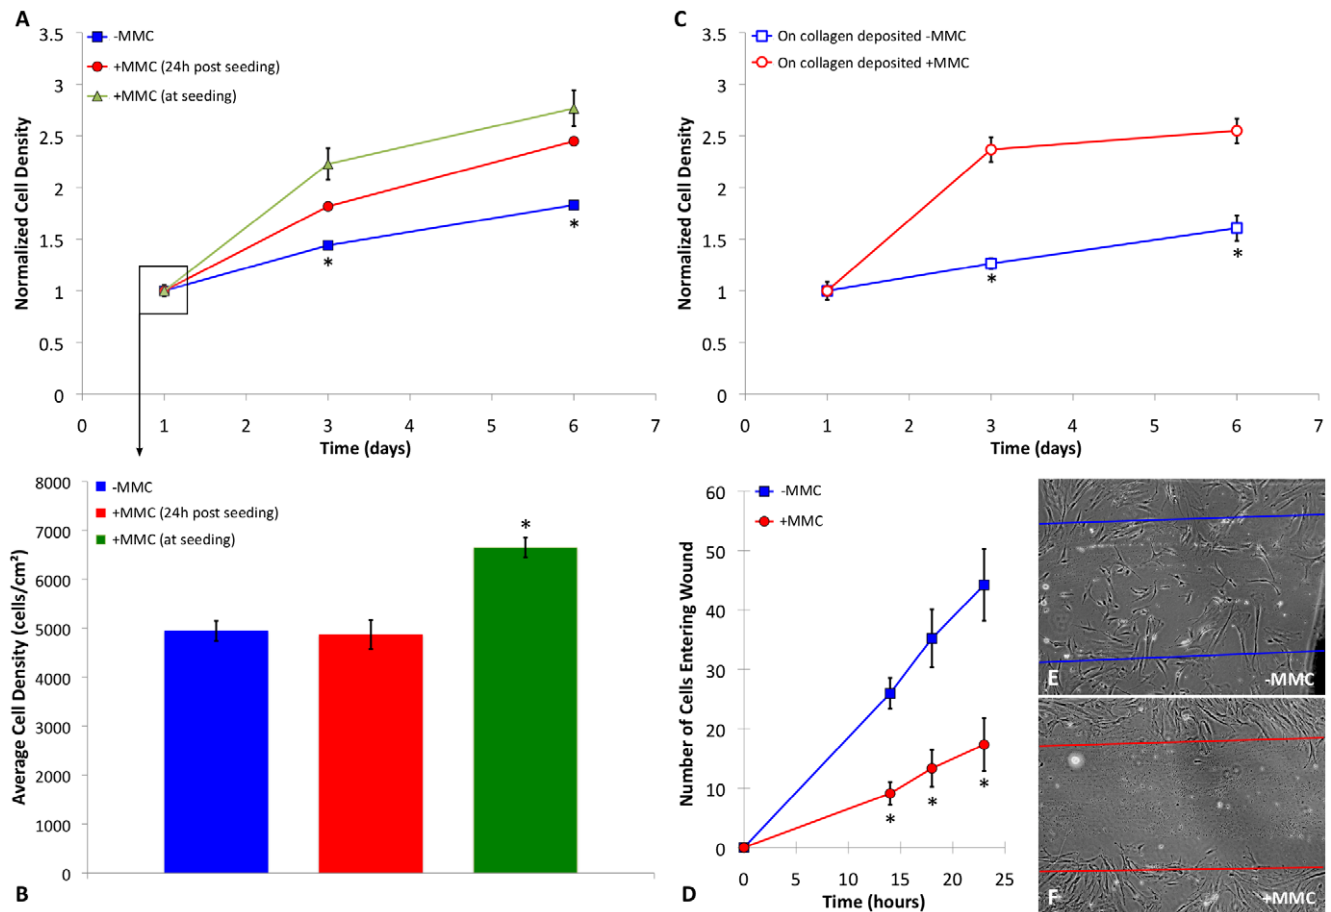 A
-MMC
+MMC (24h post seeding)
+MMC (at seeding)
Normalized Cell Density
3.5
3
2.5
2
1.5
1
0.5
0
*
*
0 1 2 3 4 5 6 7
Time (days)
C
On collagen deposited -MMC
On collagen deposited +MMC
Normalized Cell Density
3.5
3
2.5
2
1.5
1
0.5
0
*
*
0 1 2 3 4 5 6 7
Time (days)
B
-MMC
+MMC (24h post seeding)
+MMC (at seeding)
Average Cell Density (cells/cm²)
8000
7000
6000
5000
4000
3000
2000
1000
0
*
D
-MMC
+MMC
Number of Cells Entering Wound
60
50
40
30
20
10
0
* * *
0 5 10 15 20 25
Time (hours)
E -MMC
F +MMC